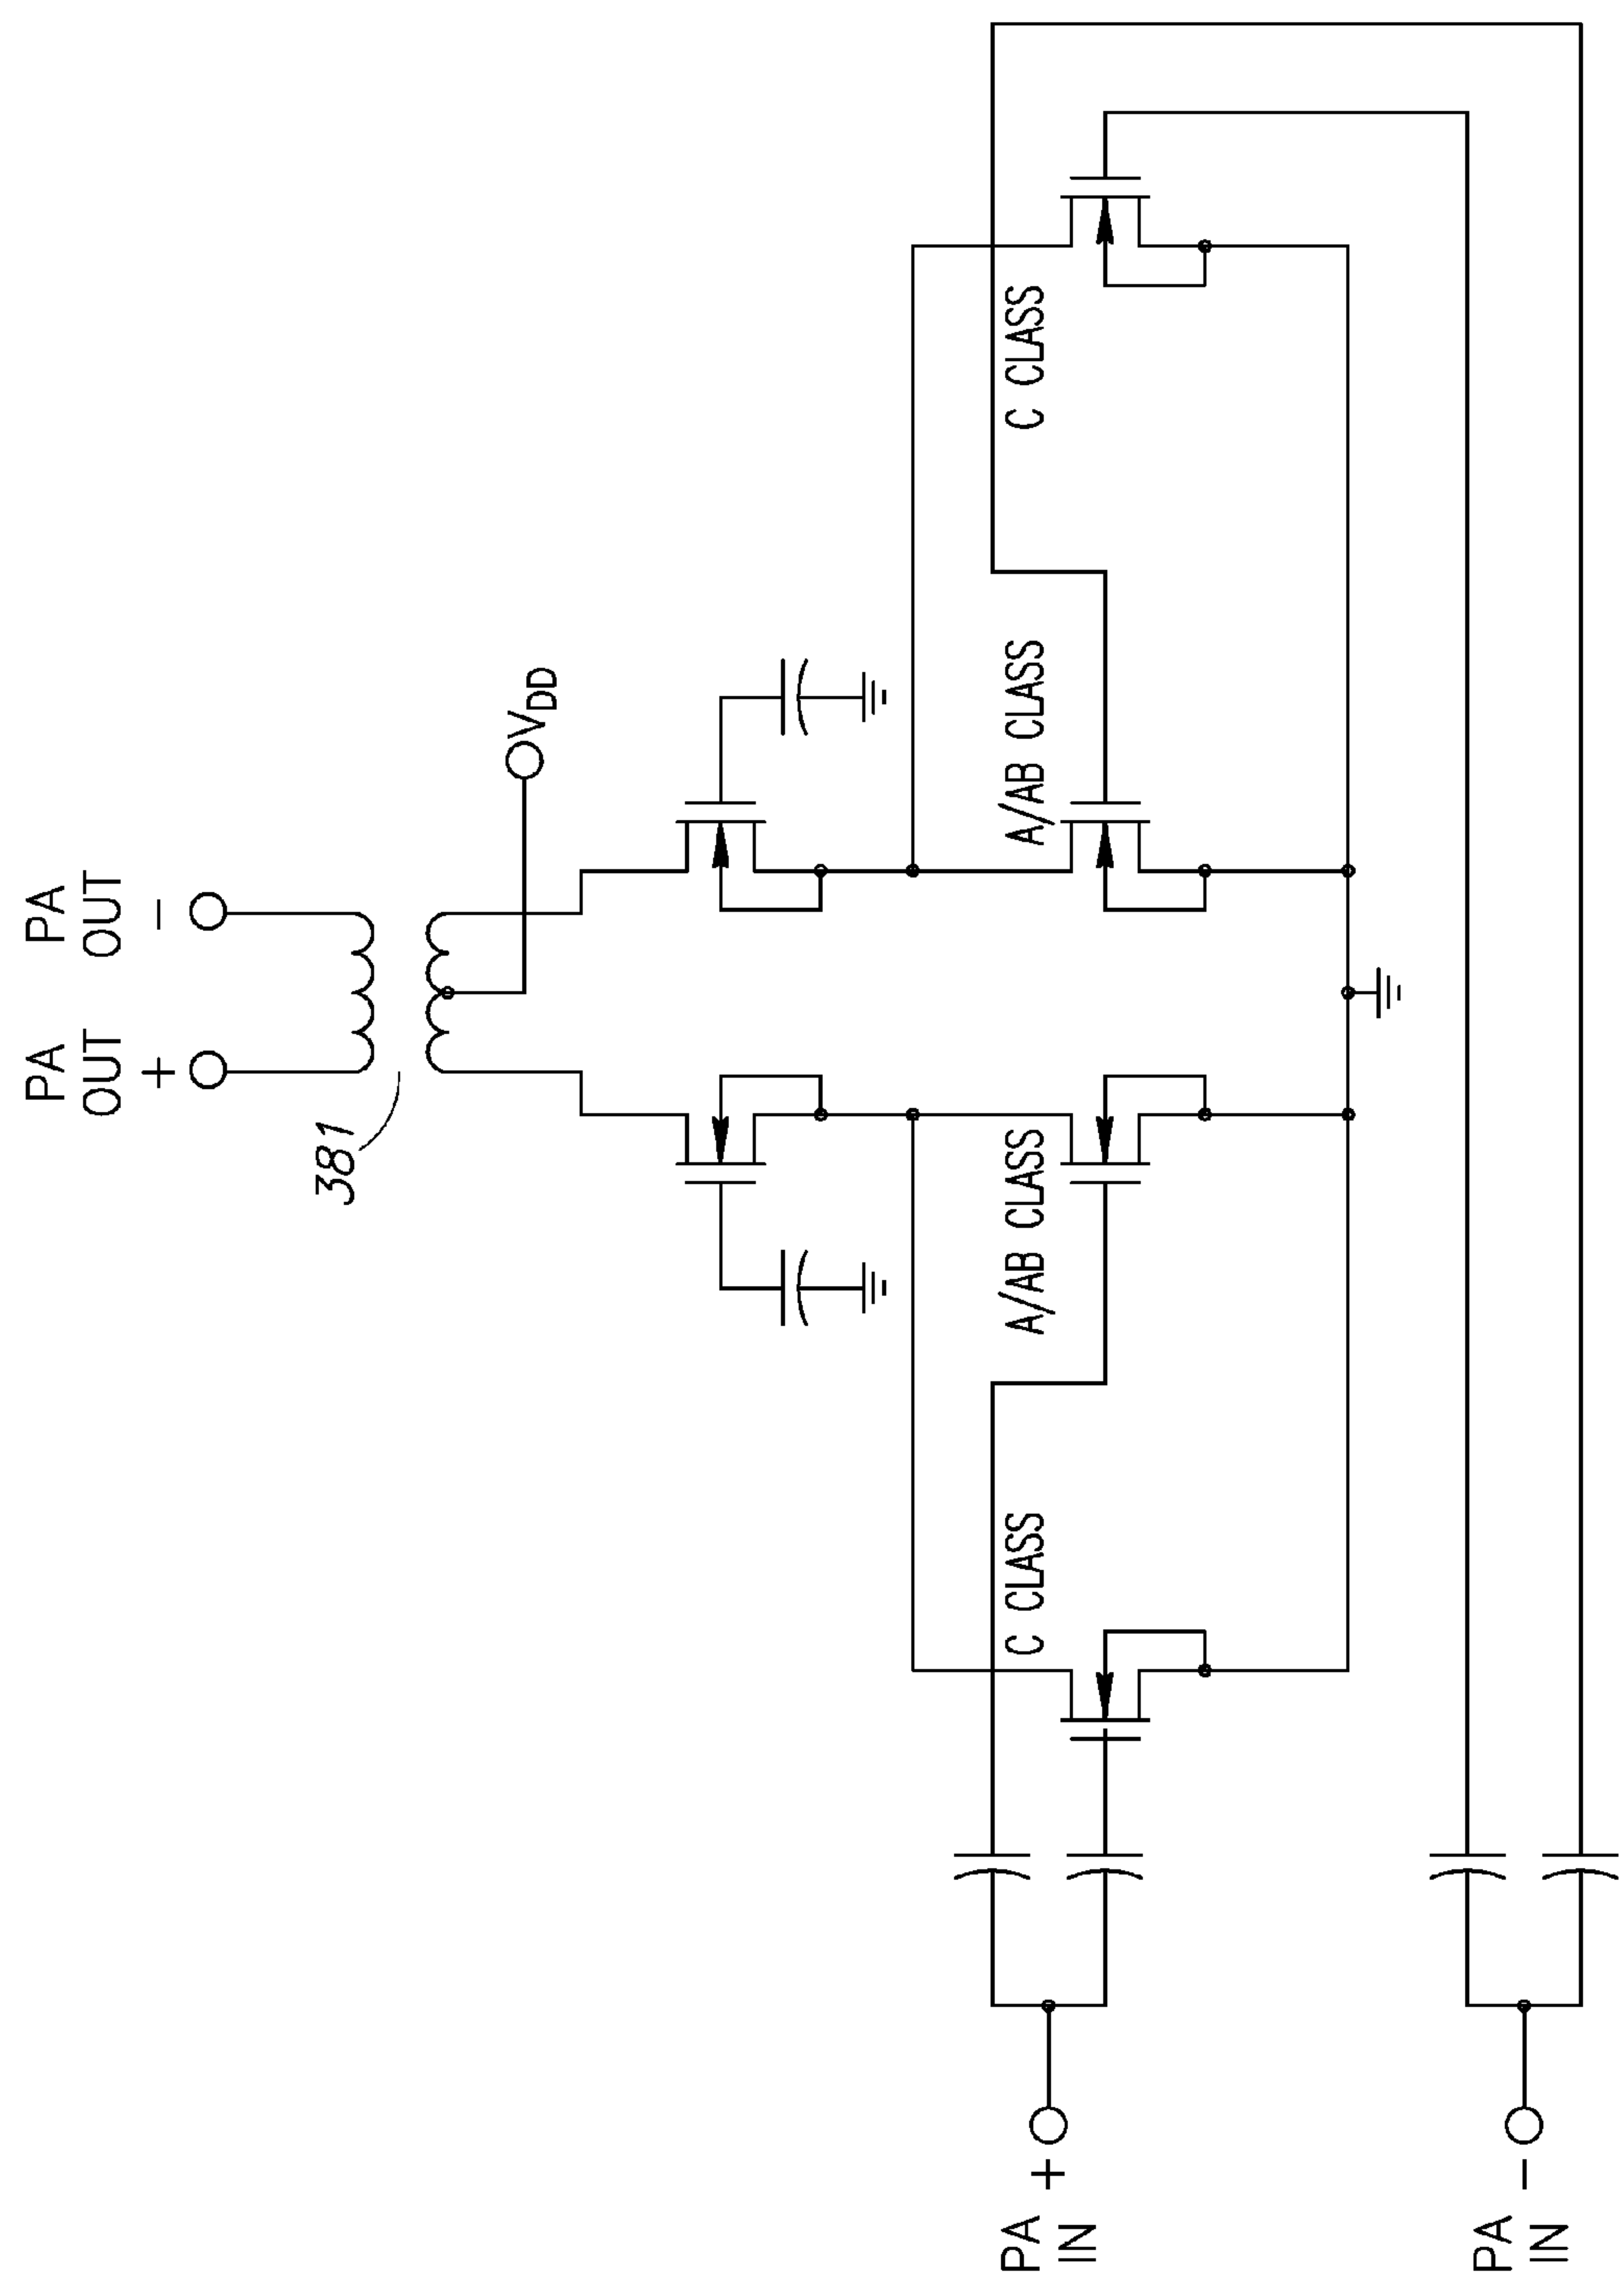 PA
OUT
+
PA
OUT
−
381
VDD
C CLASS
A/AB CLASS
A/AB CLASS
C CLASS
PA
IN
+
PA
IN
−